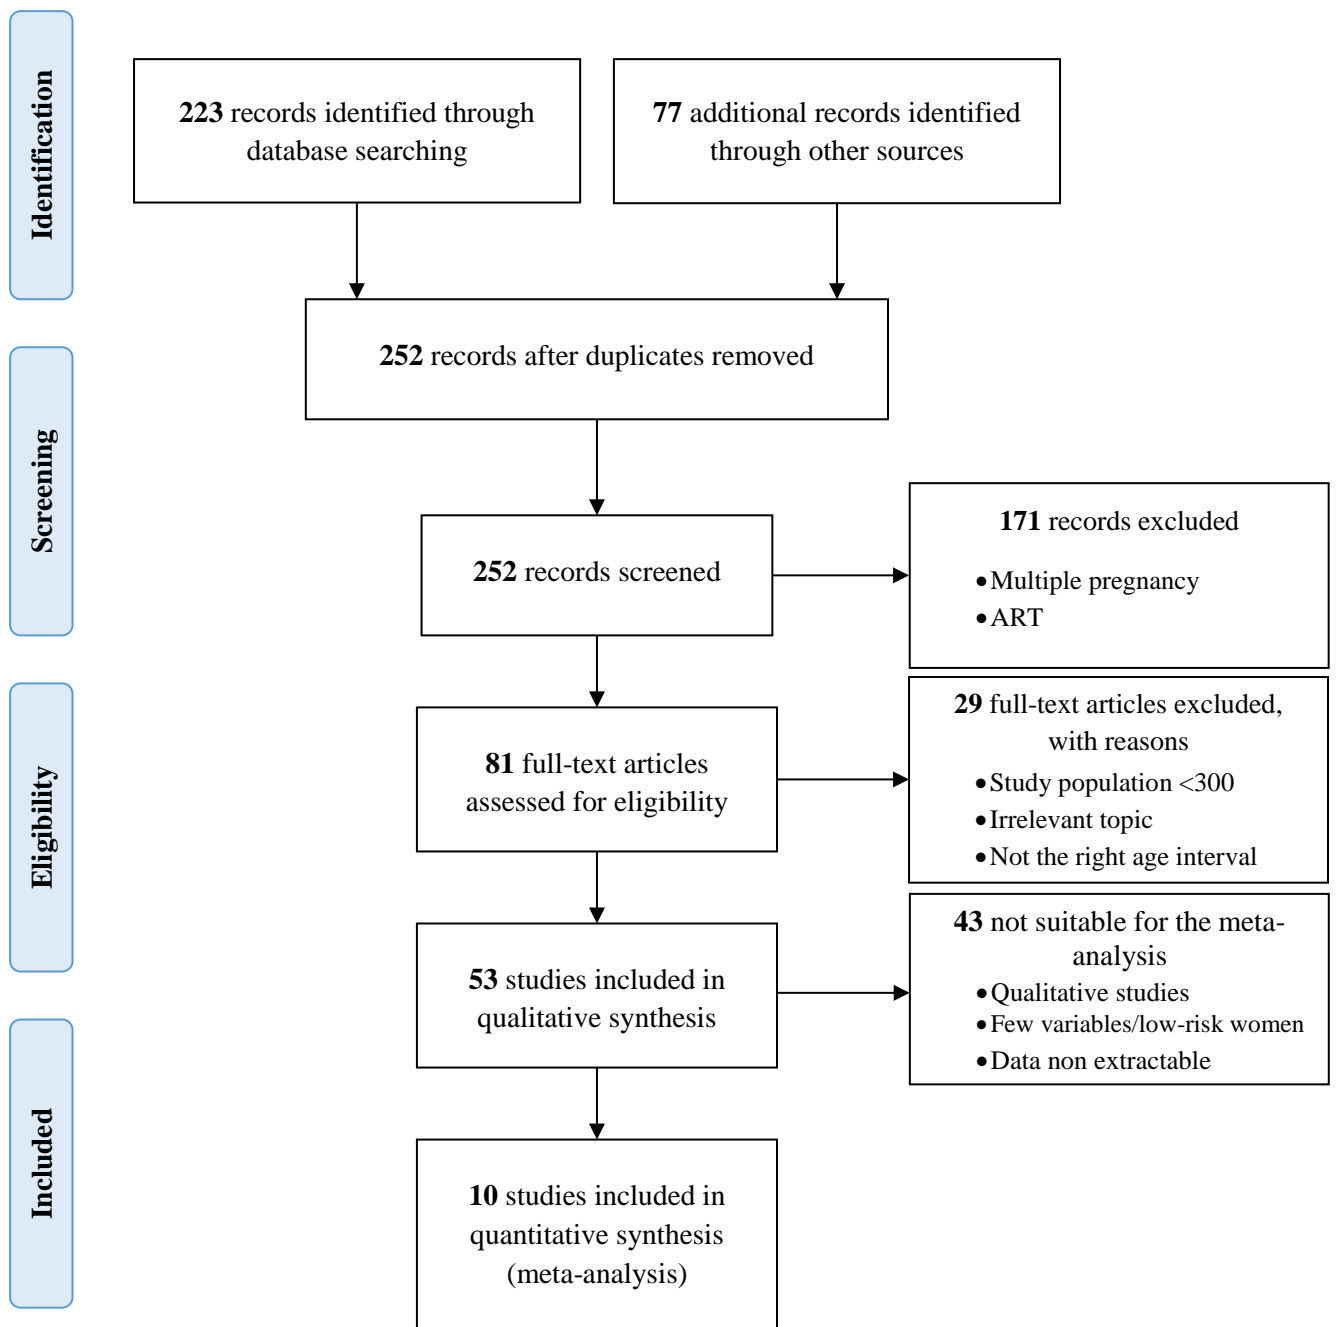 Identification
223 records identified through
database searching
77 additional records identified
through other sources
252 records after duplicates removed
Screening
252 records screened
171 records excluded
•Multiple pregnancy
•ART
Eligibility
81 full-text articles
assessed for eligibility
29 full-text articles excluded,
with reasons
•Study population <300
•Irrelevant topic
•Not the right age interval
53 studies included in
qualitative synthesis
43 not suitable for the meta-
analysis
•Qualitative studies
•Few variables/low-risk women
•Data non extractable
Included
10 studies included in
quantitative synthesis
(meta-analysis)